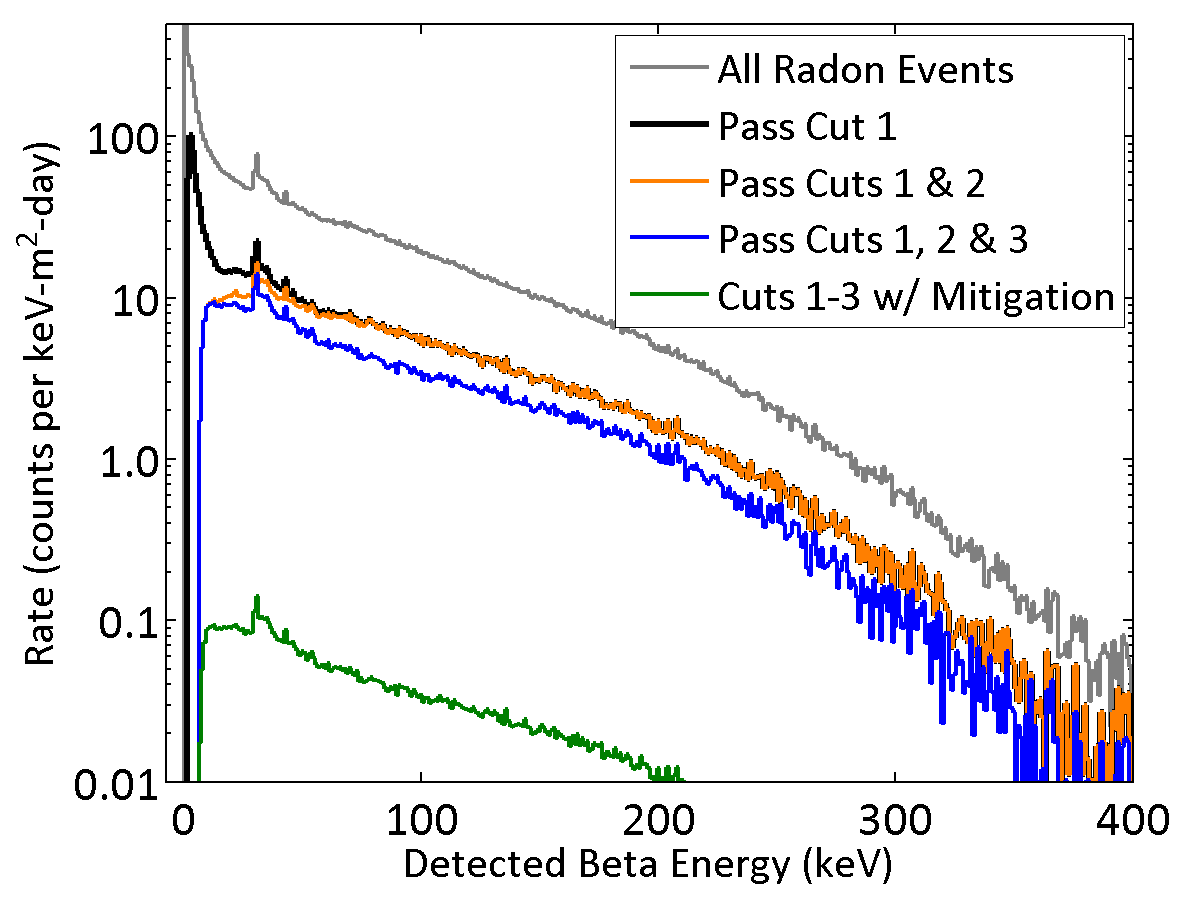 All Radon Events
Pass Cut 1
Pass Cuts 1 & 2
Pass Cuts 1, 2 & 3
Cuts 1-3 w/ Mitigation
Rate (counts per keV-m²-day)
100
10
1.0
0.1
0.01
0 100 200 300 400
Detected Beta Energy (keV)